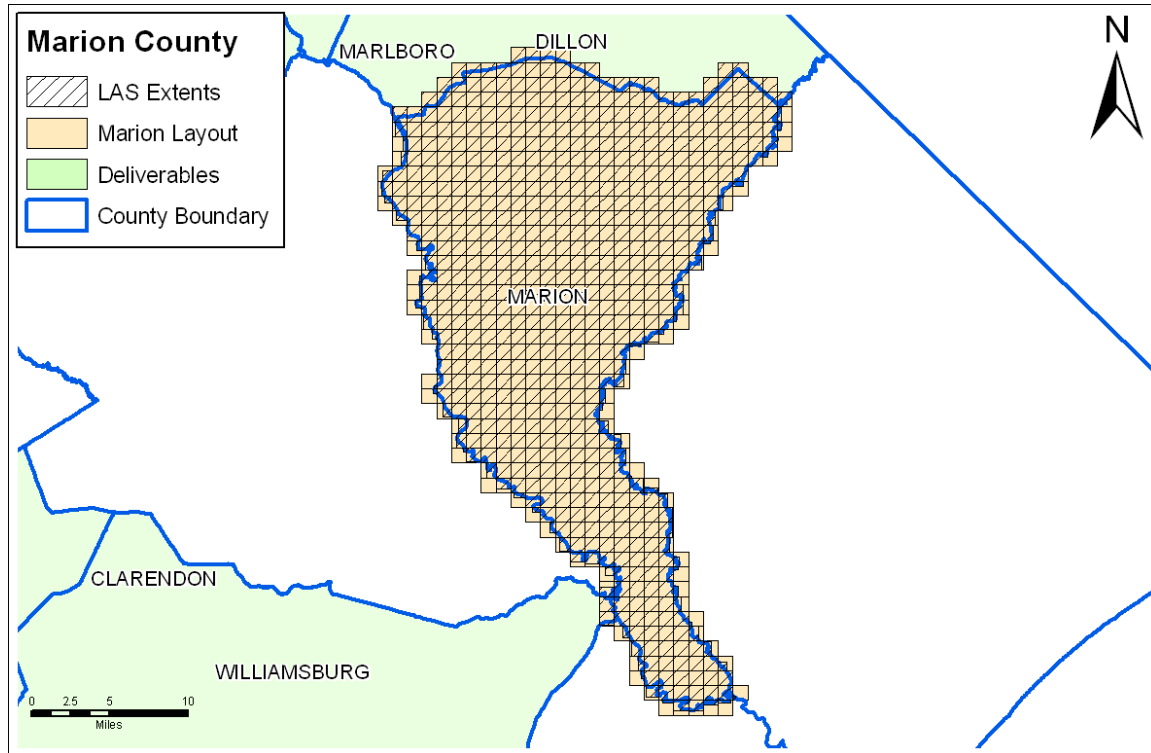 Marion County
LAS Extents
Marion Layout
Deliverables
County Boundary
MARLBORO
DILLON
N
MARION
CLARENDON
WILLIAMSBURG
0 2.5 5 10
Miles